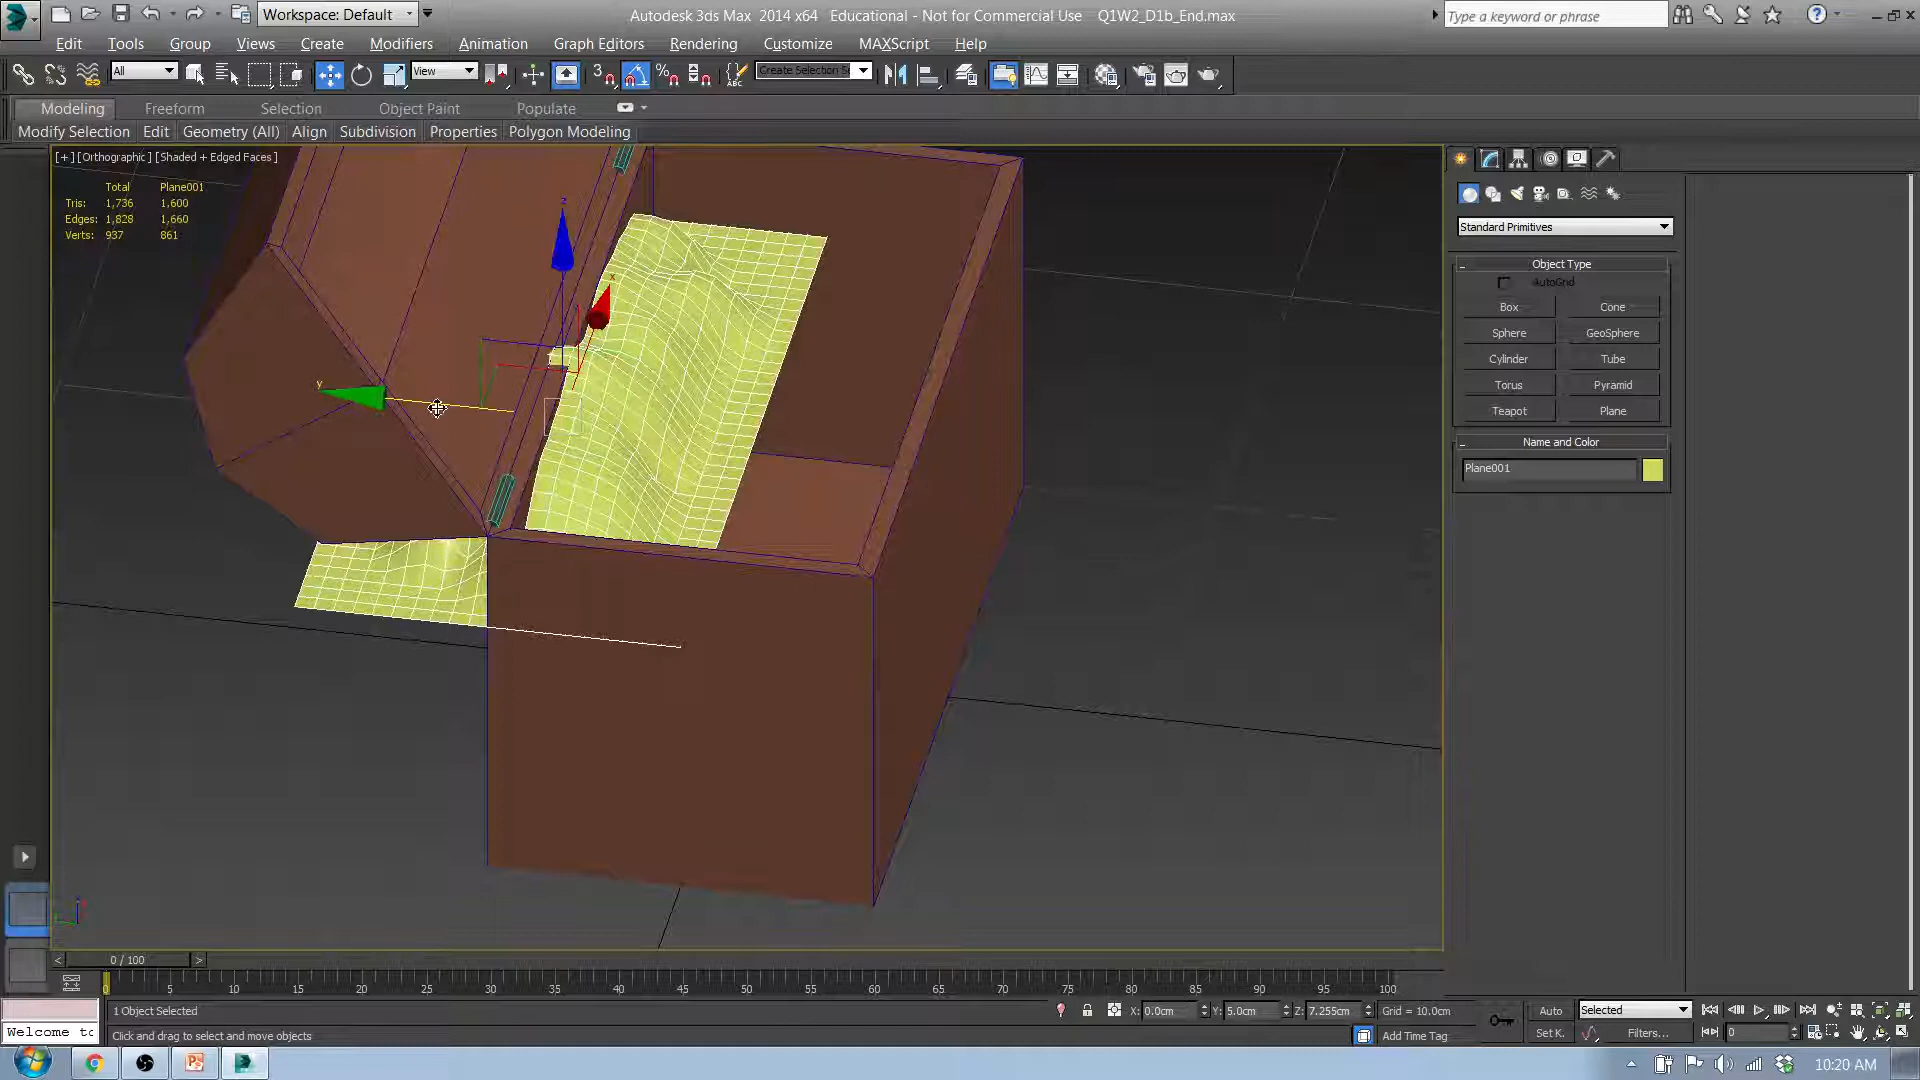 Workspace: Default
Autodesk 3ds Max 2014 x64 Educational - Not for Commercial Use Q1W2_D1b_End.max
Type a keyword or phrase
Edit Tools Group Views Create Modifiers Animation Graph Editors Rendering Customize MAXScript Help
All
View
3
Create Selection Se
Modeling Freeform Selection Object Paint Populate
Modify Selection Edit Geometry (All) Align Subdivision Properties Polygon Modeling
[+] [Orthographic] [Shaded + Edged Faces]
Total Plane001
Tris: 1,736 1,600
Edges: 1,828 1,660
Verts: 937 861
z
x
y
Standard Primitives
Object Type
AutoGrid
Box Cone
Sphere GeoSphere
Cylinder Tube
Torus Pyramid
Teapot Plane
Name and Color
Plane001
0 / 100
0 5 10 15 20 25 30 35 40 45 50 55 60 65 70 75 80 85 90 95 100
1 Object Selected
X: 0.0cm Y: 5.0cm Z: 7.255cm Grid = 10.0cm
Auto Selected
Welcome to
Click and drag to select and move objects
Add Time Tag
Set K. Filters...
0
10:20 AM